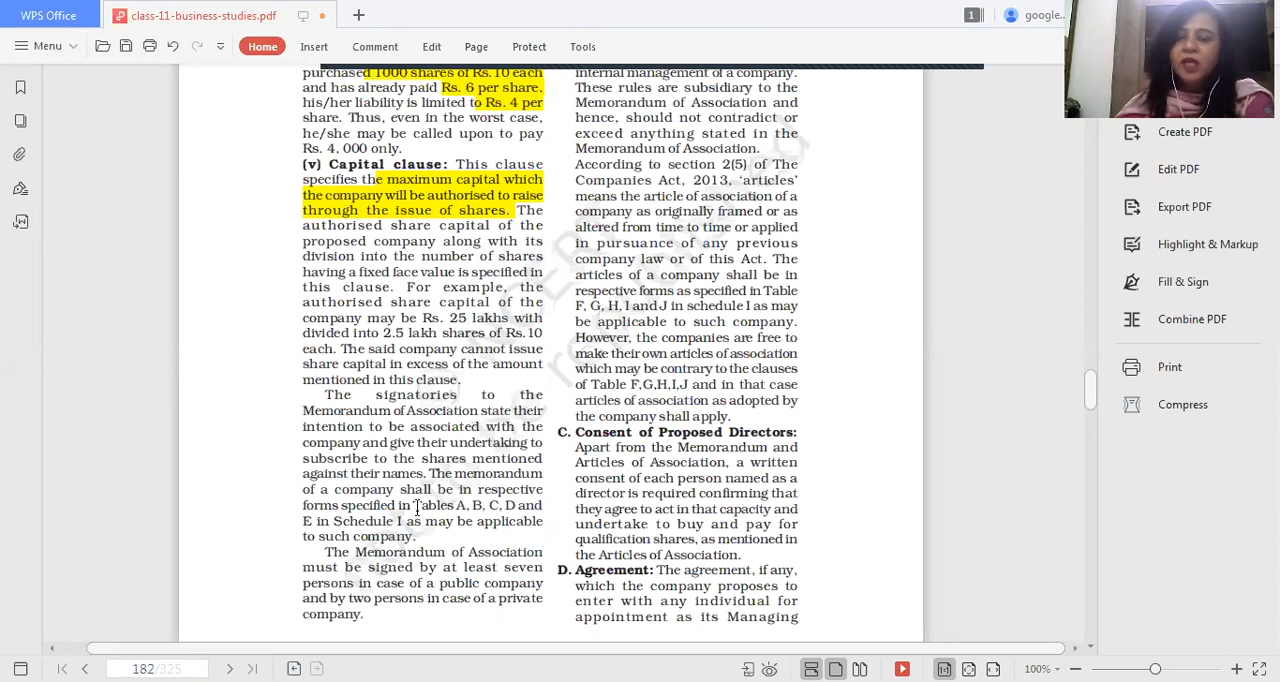 WPS Office
class-11-business-studies.pdf
1
google...
Menu
Home
Insert
Comment
Edit
Page
Protect
Tools
purchased 1000 shares of Rs.10 each
and has already paid Rs. 6 per share,
his/her liability is limited to Rs. 4 per
share. Thus, even in the worst case,
he/she may be called upon to pay
Rs. 4, 000 only.
(v) Capital clause: This clause
specifies the maximum capital which
the company will be authorised to raise
through the issue of shares. The
authorised share capital of the
proposed company along with its
division into the number of shares
having a fixed face value is specified in
this clause. For example, the
authorised share capital of the
company may be Rs. 25 lakhs with
divided into 2.5 lakh shares of Rs.10
each. The said company cannot issue
share capital in excess of the amount
mentioned in this clause.
The signatories to the
Memorandum of Association state their
intention to be associated with the
company and give their undertaking to
subscribe to the shares mentioned
against their names. The memorandum
of a company shall be in respective
forms specified in Tables A, B, C, D and
E in Schedule I as may be applicable
to such company.
The Memorandum of Association
must be signed by at least seven
persons in case of a public company
and by two persons in case of a private
company.
internal management of a company.
These rules are subsidiary to the
Memorandum of Association and
hence, should not contradict or
exceed anything stated in the
Memorandum of Association.
According to section 2(5) of The
Companies Act, 2013, ‘articles’
means the article of association of a
company as originally framed or as
altered from time to time or applied
in pursuance of any previous
company law or of this Act. The
articles of a company shall be in
respective forms as specified in Table
F, G, H, I and J in schedule I as may
be applicable to such company.
However, the companies are free to
make their own articles of association
which may be contrary to the clauses
of Table F,G,H,I,J and in that case
articles of association as adopted by
the company shall apply.
C. Consent of Proposed Directors:
Apart from the Memorandum and
Articles of Association, a written
consent of each person named as a
director is required confirming that
they agree to act in that capacity and
undertake to buy and pay for
qualification shares, as mentioned in
the Articles of Association.
D. Agreement: The agreement, if any,
which the company proposes to
enter with any individual for
appointment as its Managing
Create PDF
Edit PDF
Export PDF
Highlight & Markup
Fill & Sign
Combine PDF
Print
Compress
182/325
100%